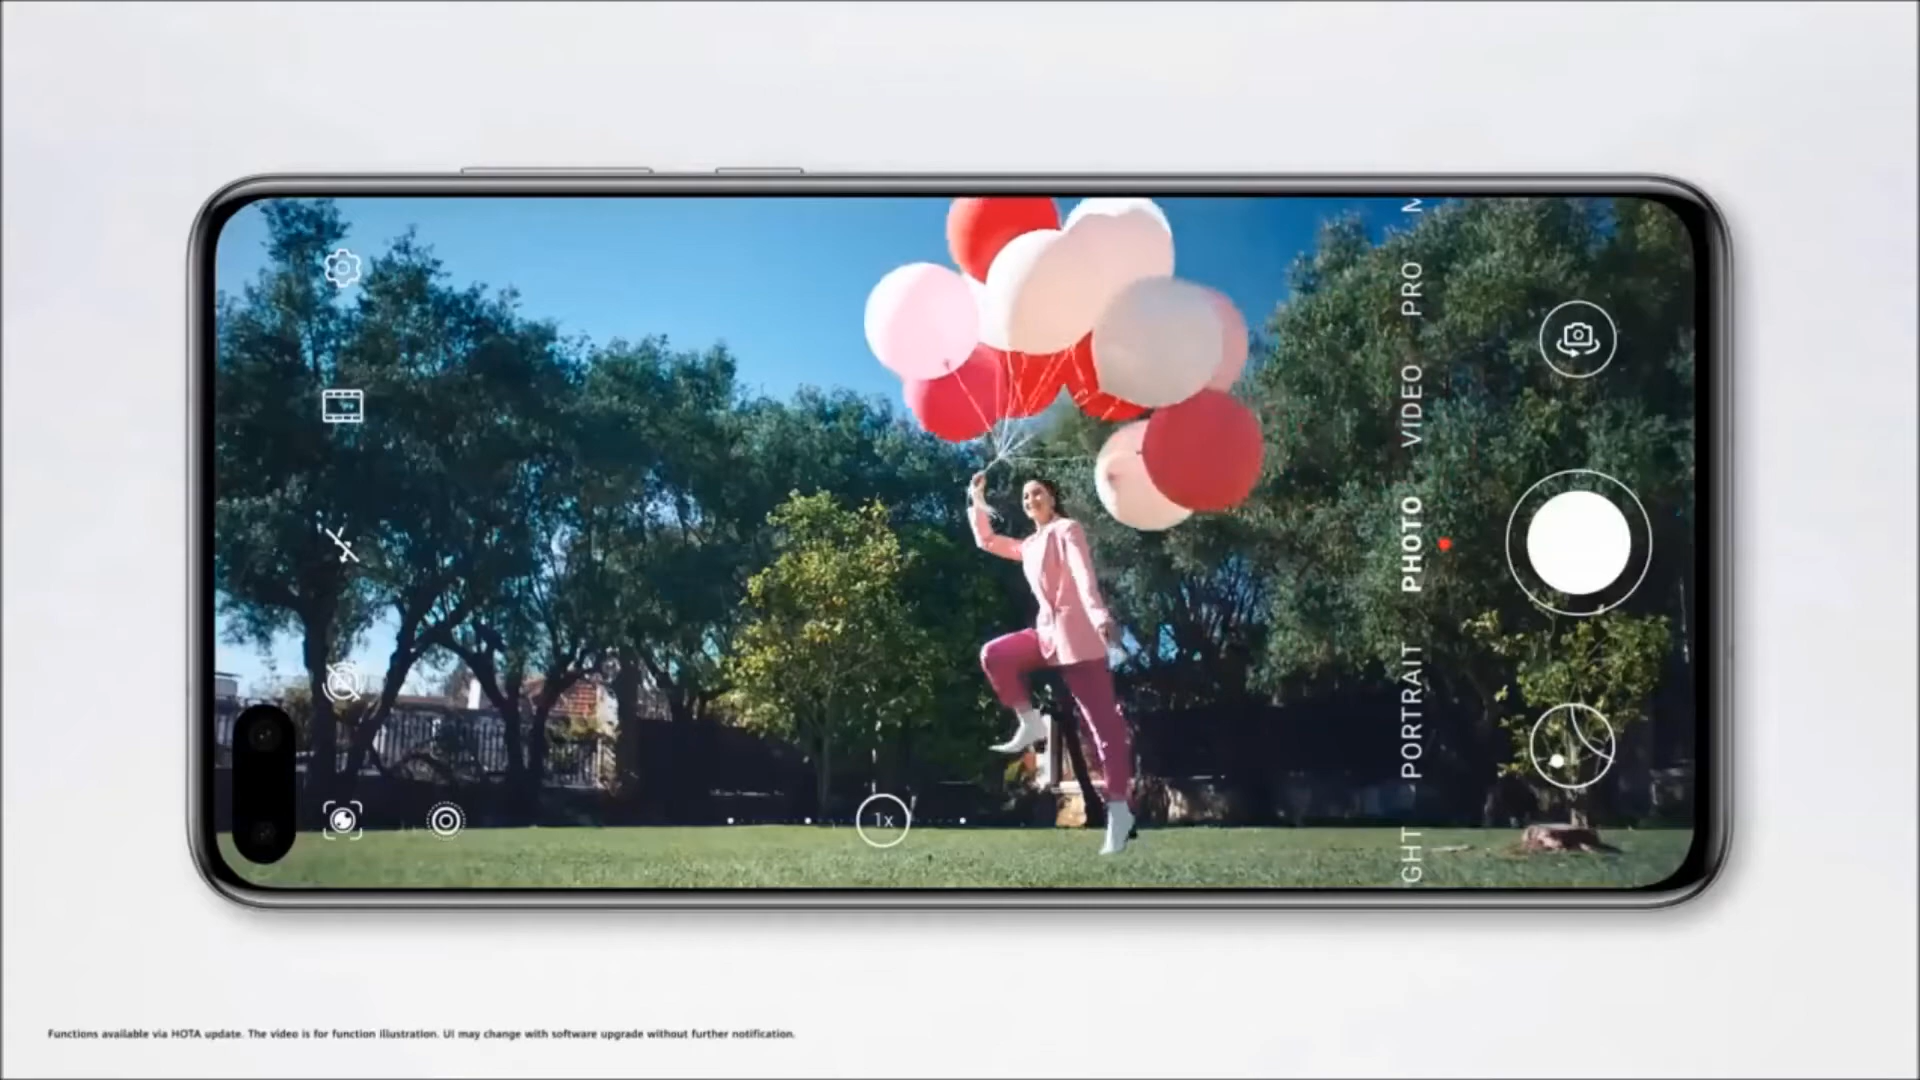 M
PRO
VIDEO
PHOTO
PORTRAIT
GHT
1x
Functions available via HOTA update. The video is for function illustration. UI may change with software upgrade without further notification.